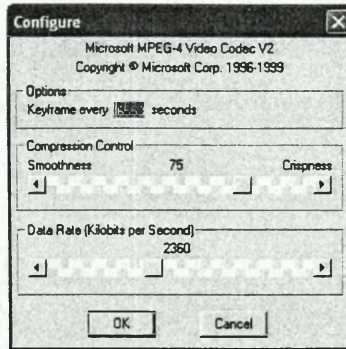 Configure
Microsoft MPEG-4 Video Codec V2
Copyright © Microsoft Corp. 1996-1999
Options
Keyframe every seconds
Compression Control
Smoothness 75 Crispness
Data Rate (Kilobits per Second)
2360
OK Cancel